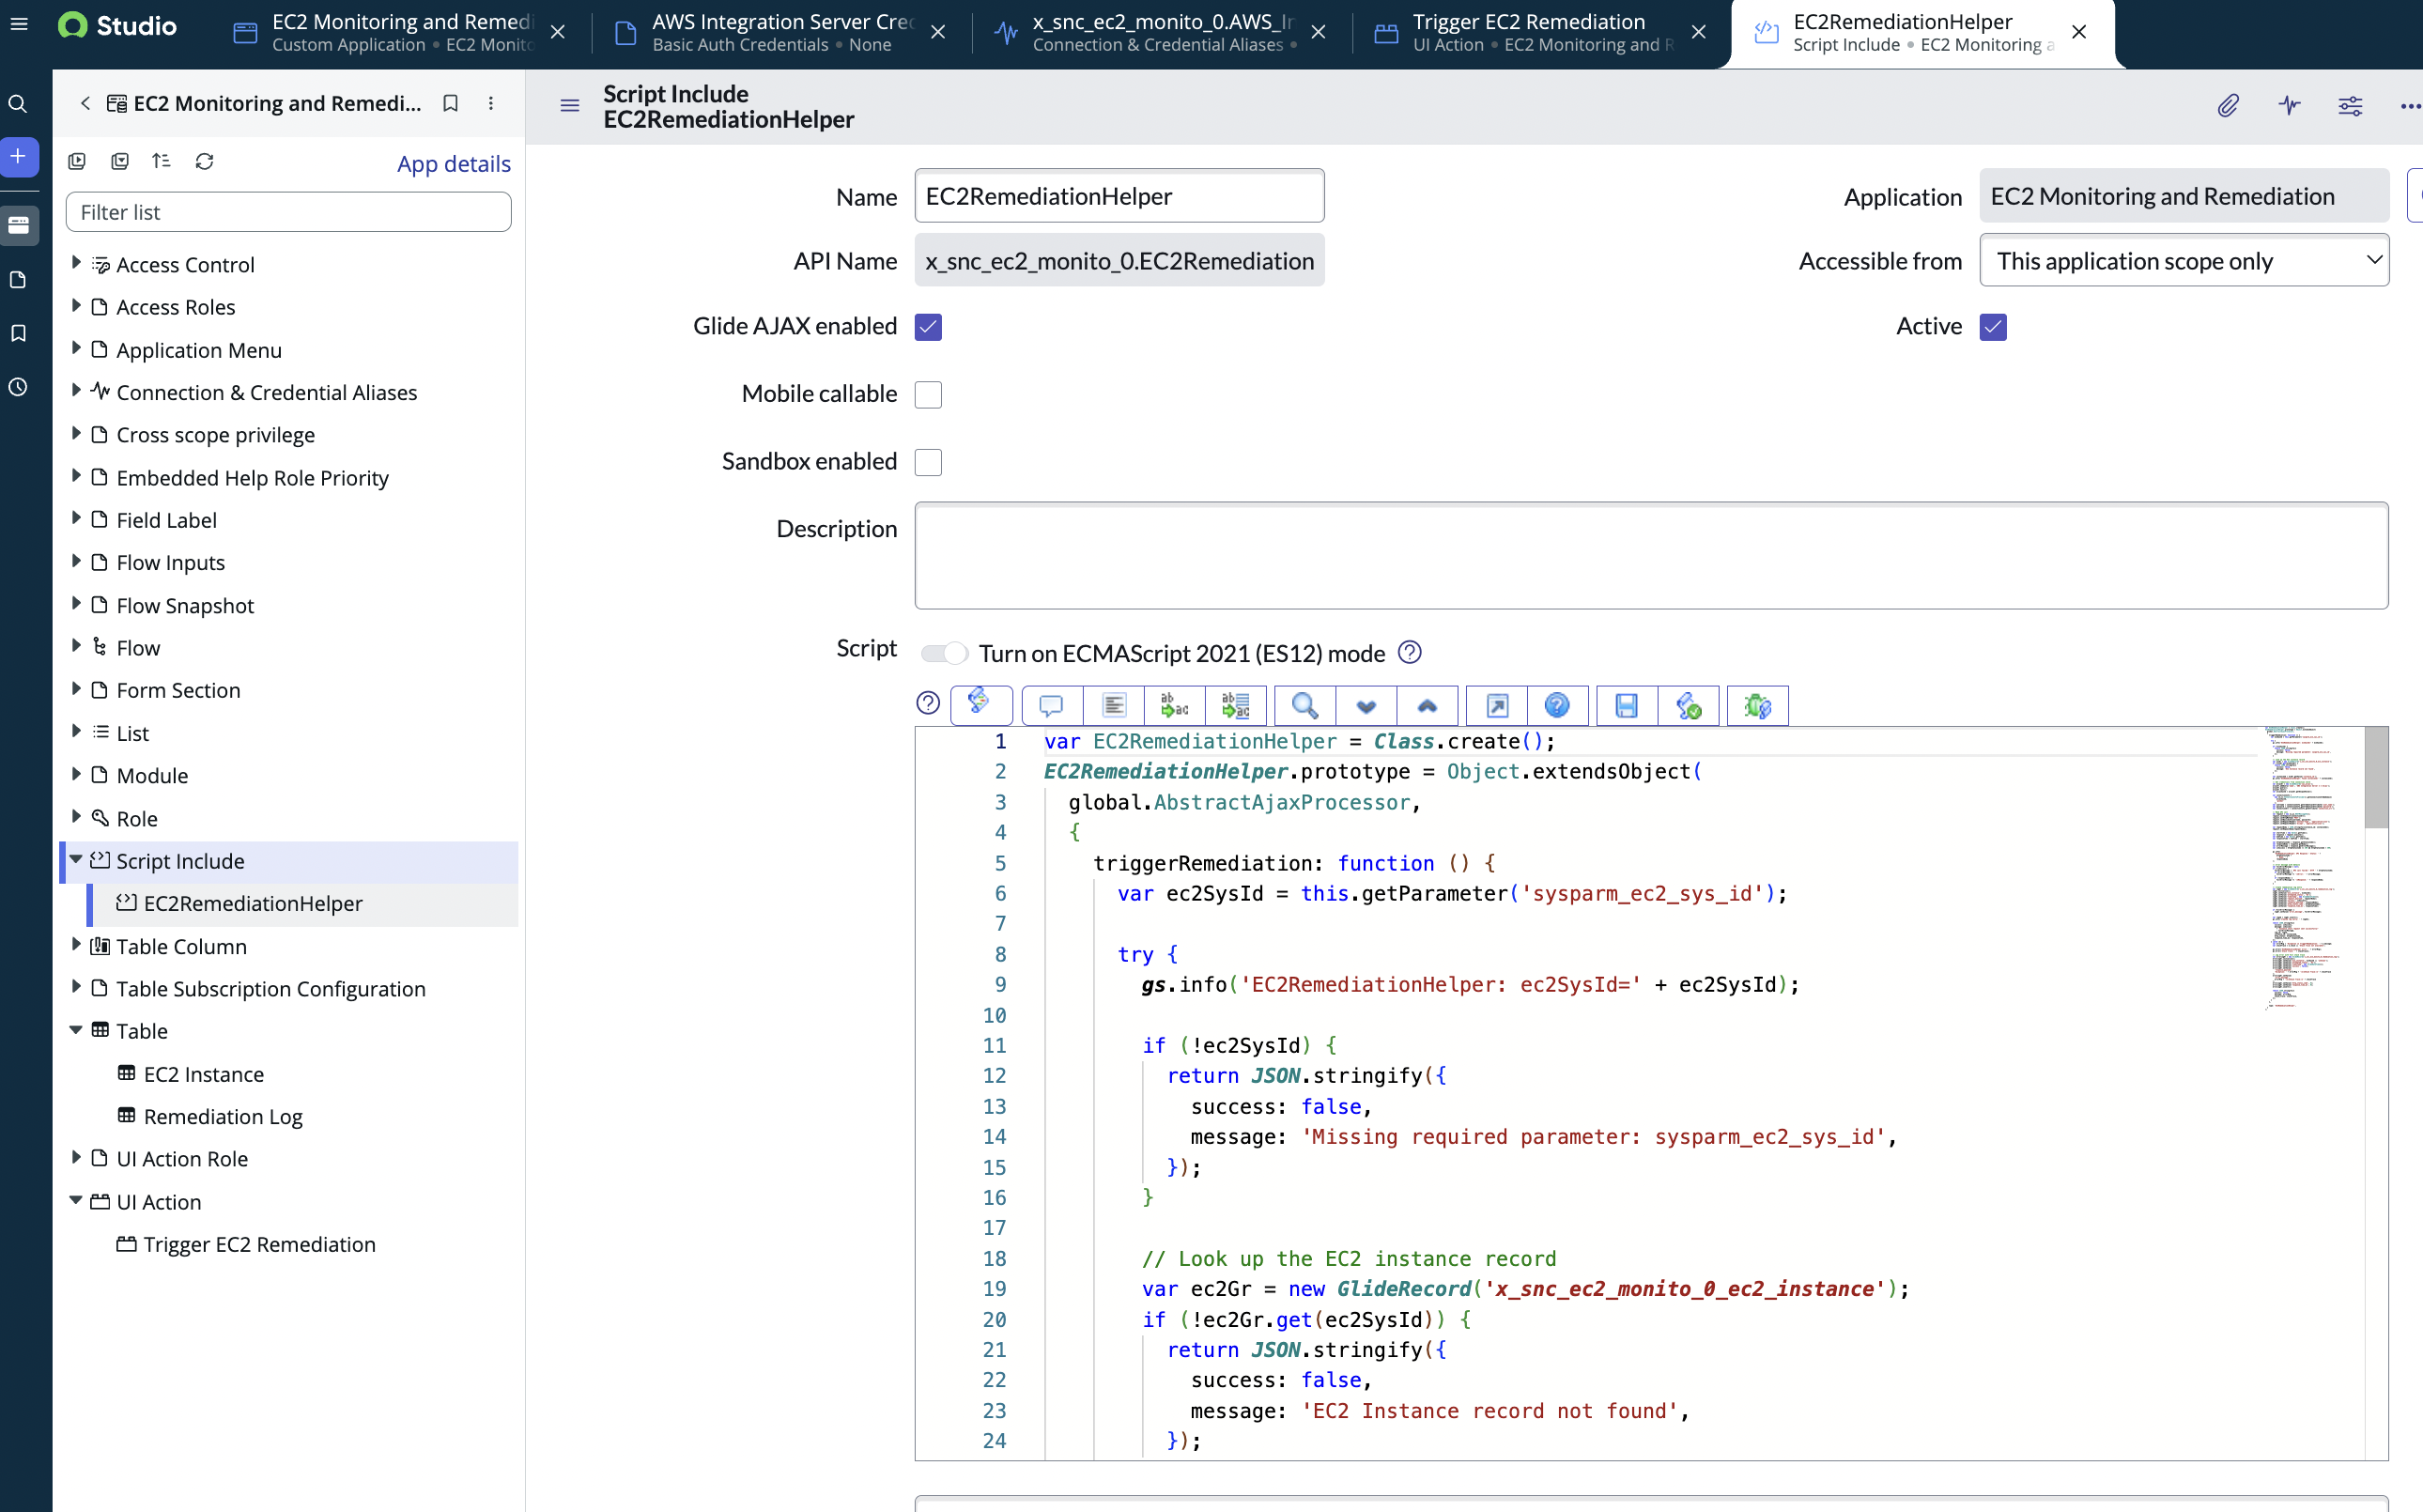 Studio
EC2 Monitoring and Remedi
Custom Application • EC2 Monito
AWS Integration Server Cre
Basic Auth Credentials • None
x_snc_ec2_monito_0.AWS_In
Connection & Credential Aliases •
Trigger EC2 Remediation
UI Action • EC2 Monitoring and R
EC2RemediationHelper
Script Include • EC2 Monitoring a
EC2 Monitoring and Remedi...
App details
Filter list
Access Control
Access Roles
Application Menu
Connection & Credential Aliases
Cross scope privilege
Embedded Help Role Priority
Field Label
Flow Inputs
Flow Snapshot
Flow
Form Section
List
Module
Role
Script Include
EC2RemediationHelper
Table Column
Table Subscription Configuration
Table
EC2 Instance
Remediation Log
UI Action Role
UI Action
Trigger EC2 Remediation
Script Include
EC2RemediationHelper
Name EC2RemediationHelper
Application EC2 Monitoring and Remediation
API Name x_snc_ec2_monito_0.EC2Remediation
Accessible from This application scope only
Glide AJAX enabled
Active
Mobile callable
Sandbox enabled
Description
Script Turn on ECMAScript 2021 (ES12) mode
1 var EC2RemediationHelper = Class.create();
2 EC2RemediationHelper.prototype = Object.extendsObject(
3 global.AbstractAjaxProcessor,
4 {
5 triggerRemediation: function () {
6 var ec2SysId = this.getParameter('sysparm_ec2_sys_id');
7
8 try {
9 gs.info('EC2RemediationHelper: ec2SysId=' + ec2SysId);
10
11 if (!ec2SysId) {
12 return JSON.stringify({
13 success: false,
14 message: 'Missing required parameter: sysparm_ec2_sys_id',
15 });
16 }
17
18 // Look up the EC2 instance record
19 var ec2Gr = new GlideRecord('x_snc_ec2_monito_0_ec2_instance');
20 if (!ec2Gr.get(ec2SysId)) {
21 return JSON.stringify({
22 success: false,
23 message: 'EC2 Instance record not found',
24 });